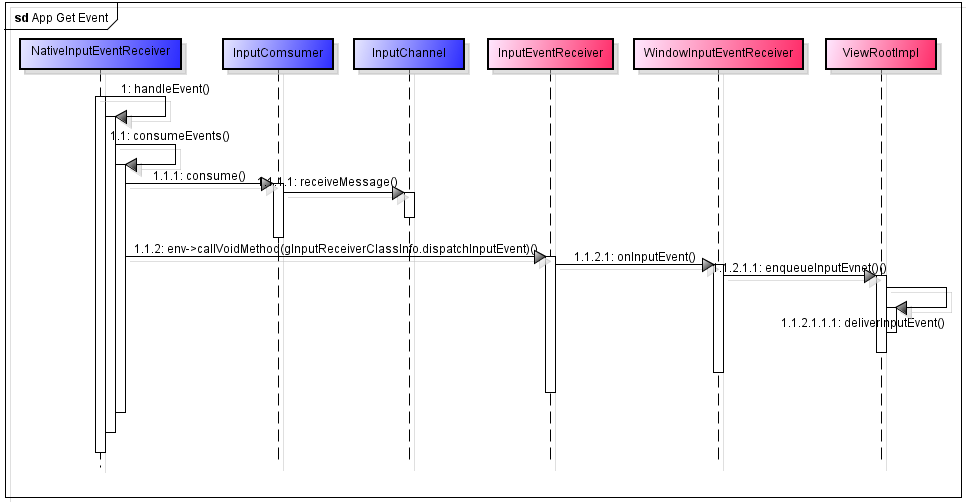 sd App Get Event
NativeInputEventReceiver
InputComsumer
InputChannel
InputEventReceiver
WindowInputEventReceiver
ViewRootImpl
1: handleEvent()
1.1: consumeEvents()
1.1.1: consume()
1.1.1.1: receiveMessage()
1.1.2: env->callVoidMethod(gInputReceiverClassInfo.dispatchInputEvent)()
1.1.2.1: onInputEvent()
1.1.2.1.1: enqueueInputEvnet()()
1.1.2.1.1.1: deliverInputEvent()